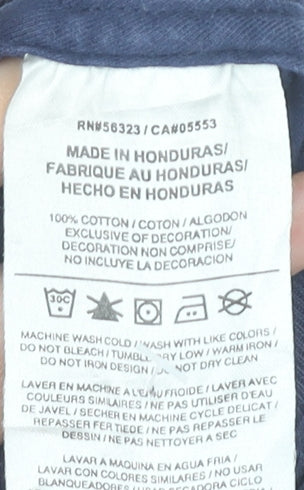 RN#56323 / CA#05553
MADE IN HONDURAS/
FABRIQUE AU HONDURAS/
HECHO EN HONDURAS
100% COTTON / COTON / ALGODON
EXCLUSIVE OF DECORATION/
DECORATION NON COMPRISE/
NO INCLUYE LA DECORACION
30C
MACHINE WASH COLD / WASH WITH LIKE COLORS /
DO NOT BLEACH / TUMBLE DRY LOW / WARM IRON /
DO NOT IRON DESIGN / DO NOT DRY CLEAN
LAVER EN MACHINE A L'EAU FROIDE / LAVER AVEC
COULEURS SIMILAIRES / NE PAS UTILISER D'EAU
DE JAVEL / SECHER EN MACHINE CYCLE DELICAT /
REPASSER FER TIEDE / NE PAS REPASSER LE
DESSIN / NE PAS NETTOYER A SEC
LAVAR A MAQUINA EN AGUA FRIA /
LAVAR CON COLORES SIMILARES / NO USAR
BLANQUEADORES / SECADORA CICLO